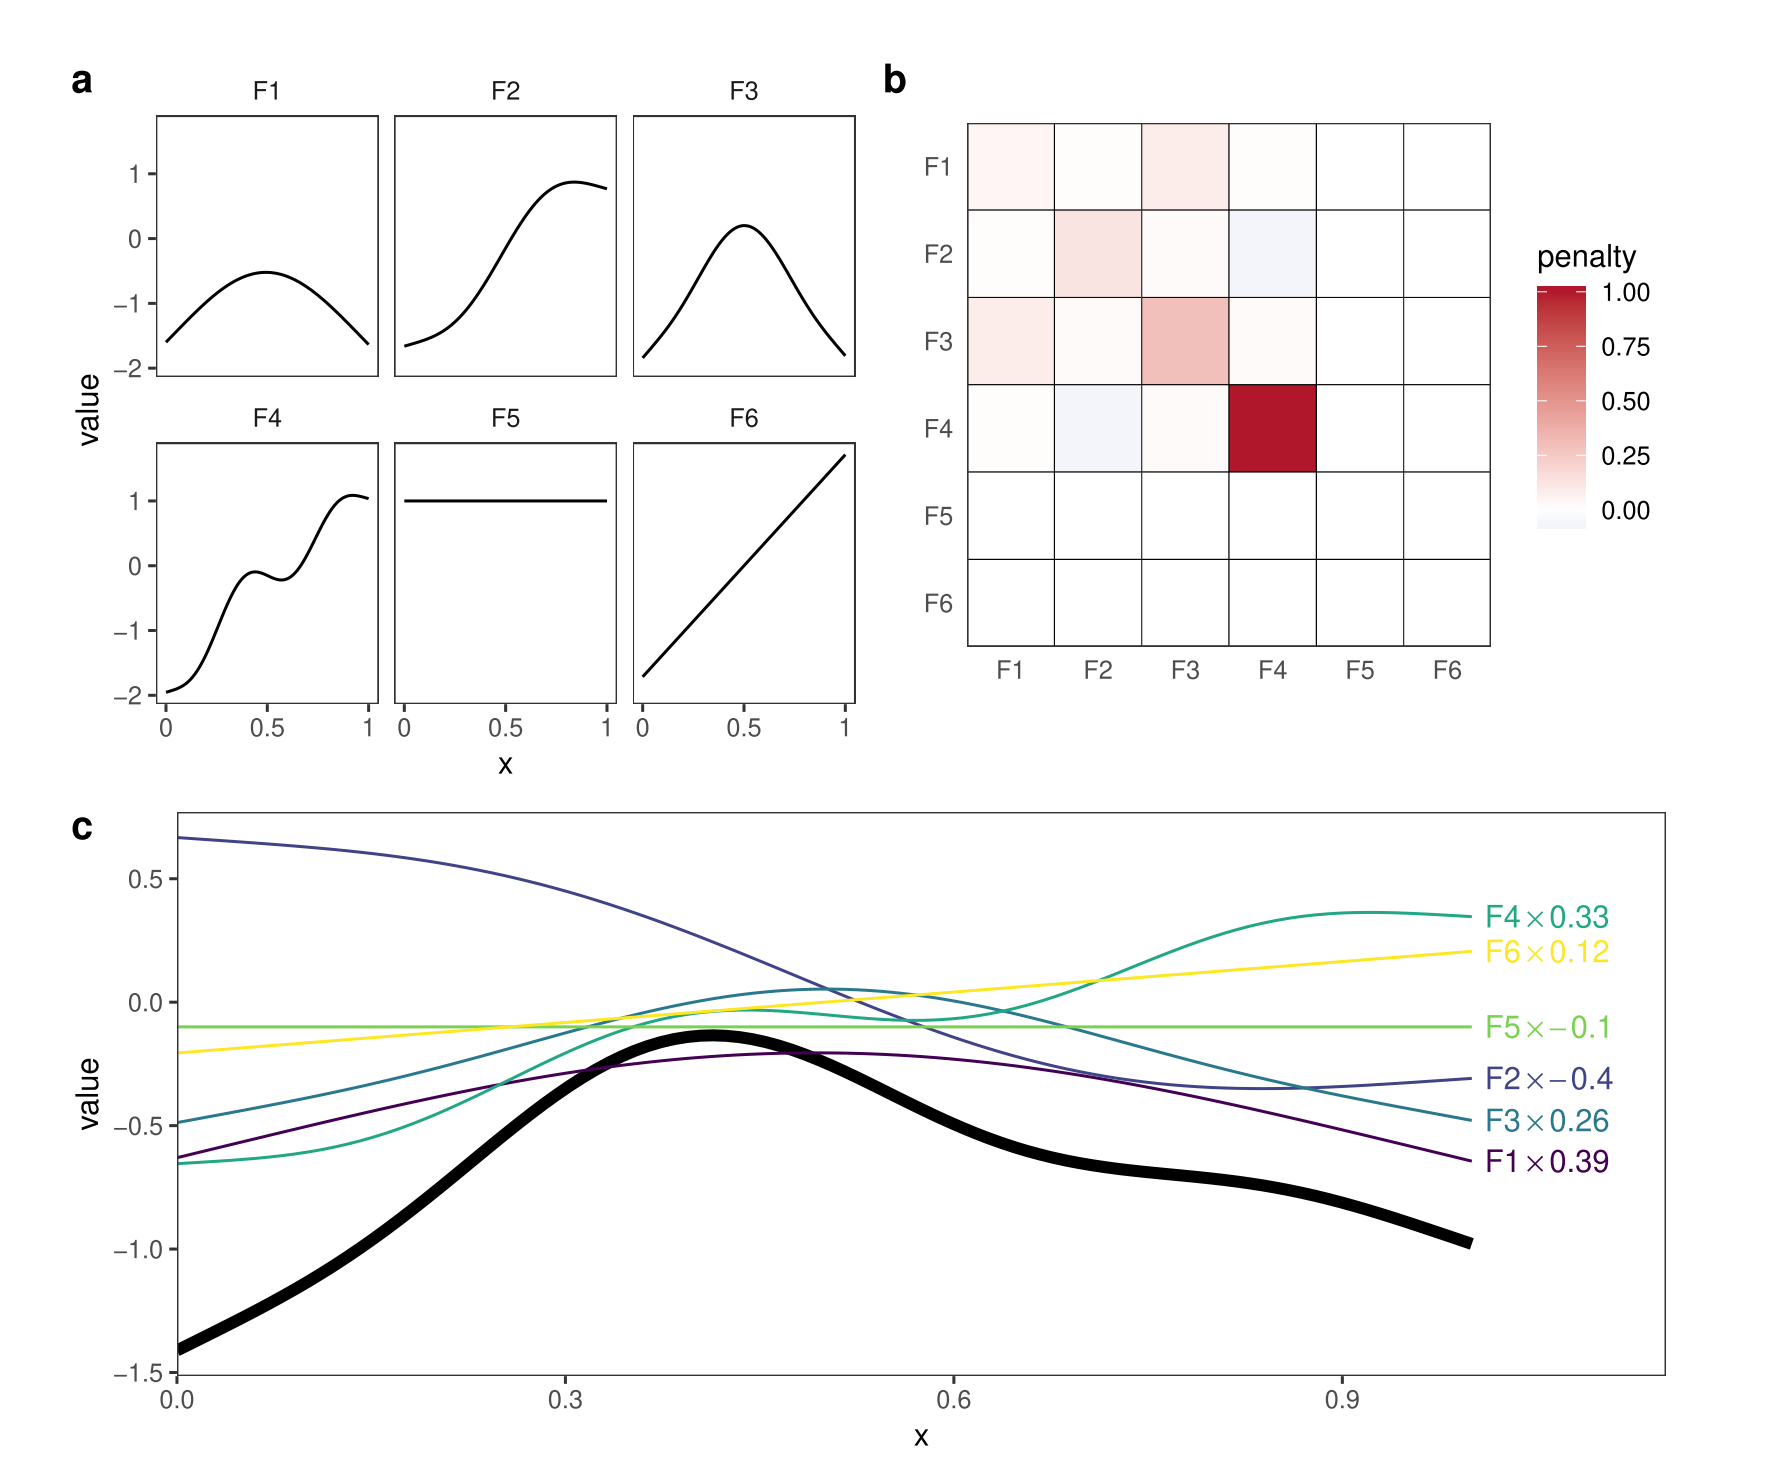 a
F1 F2 F3
1
0
−1
−2
F4 F5 F6
1
0
−1
−2
0 0.5 1 0 0.5 1 0 0.5 1
value
x
b
F1
F2
F3
F4
F5
F6
F1 F2 F3 F4 F5 F6
penalty
1.00
0.75
0.50
0.25
0.00
c
0.5
0.0
−0.5
−1.0
−1.5
value
F4×0.33
F6×0.12
F5×−0.1
F2×−0.4
F3×0.26
F1×0.39
0.0 0.3 0.6 0.9
x